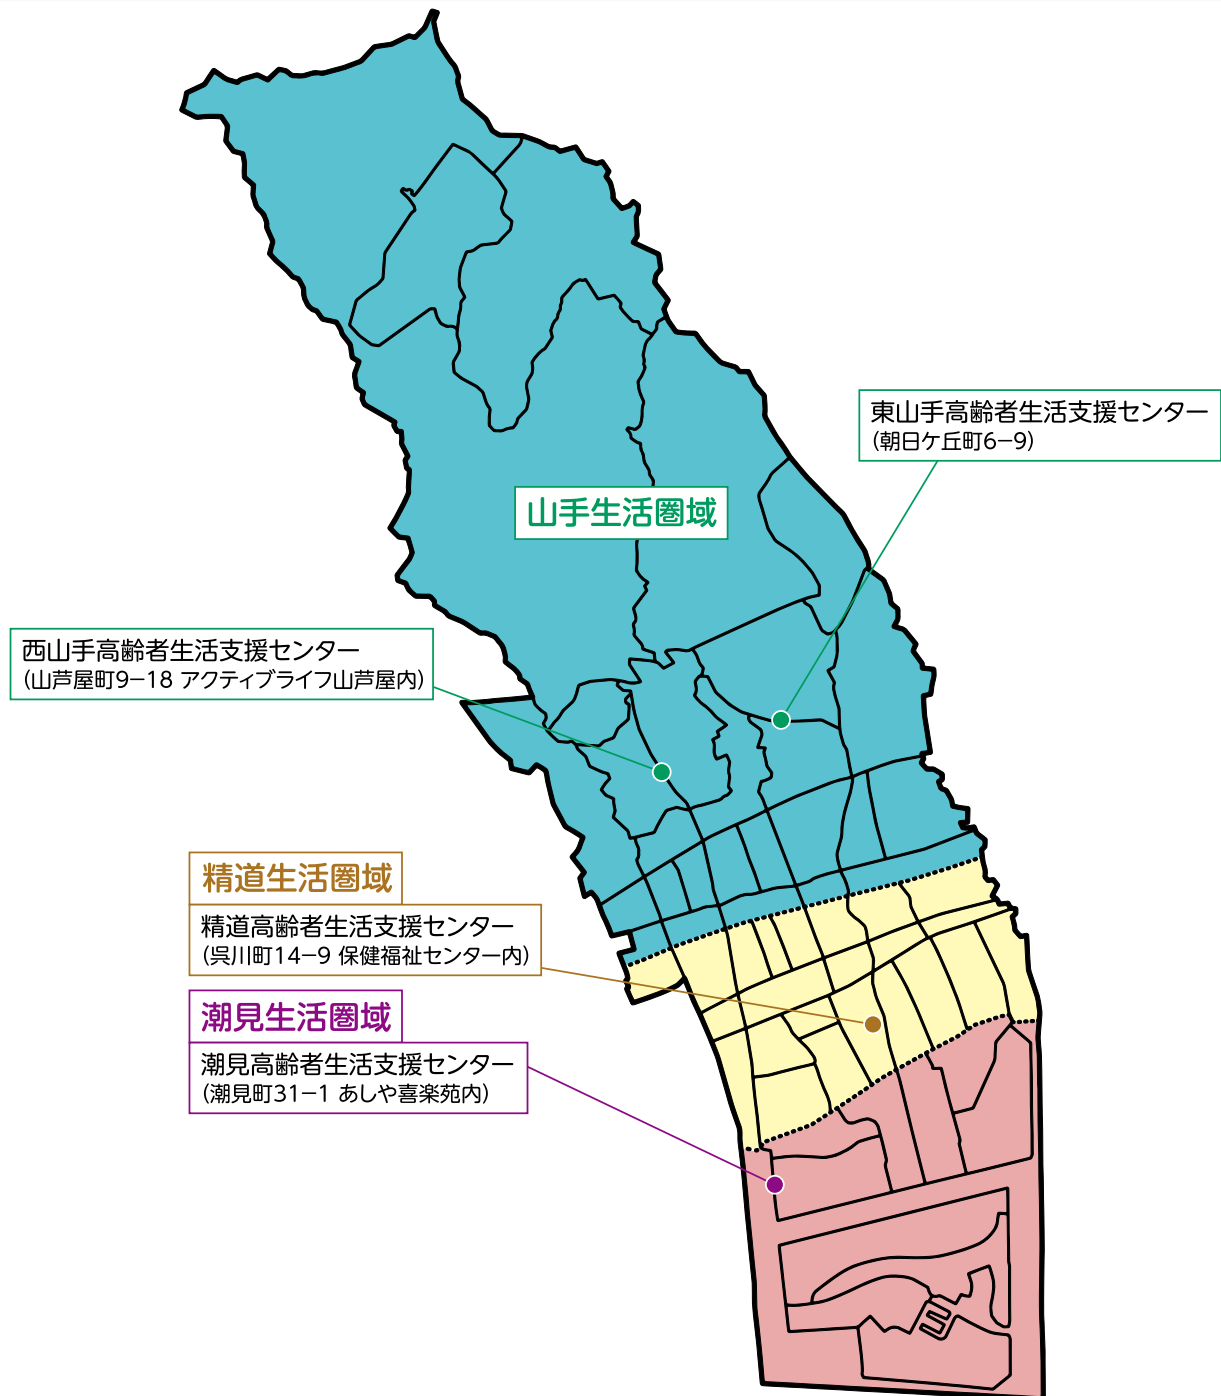 東山手高齢者生活支援センター
（朝日ケ丘町6−9）
山手生活圏域
西山手高齢者生活支援センター
（山芦屋町9−18 アクティブライフ山芦屋内）
精道生活圏域
精道高齢者生活支援センター
（呉川町14−9 保健福祉センター内）
潮見生活圏域
潮見高齢者生活支援センター
（潮見町31−1 あしや喜楽苑内）